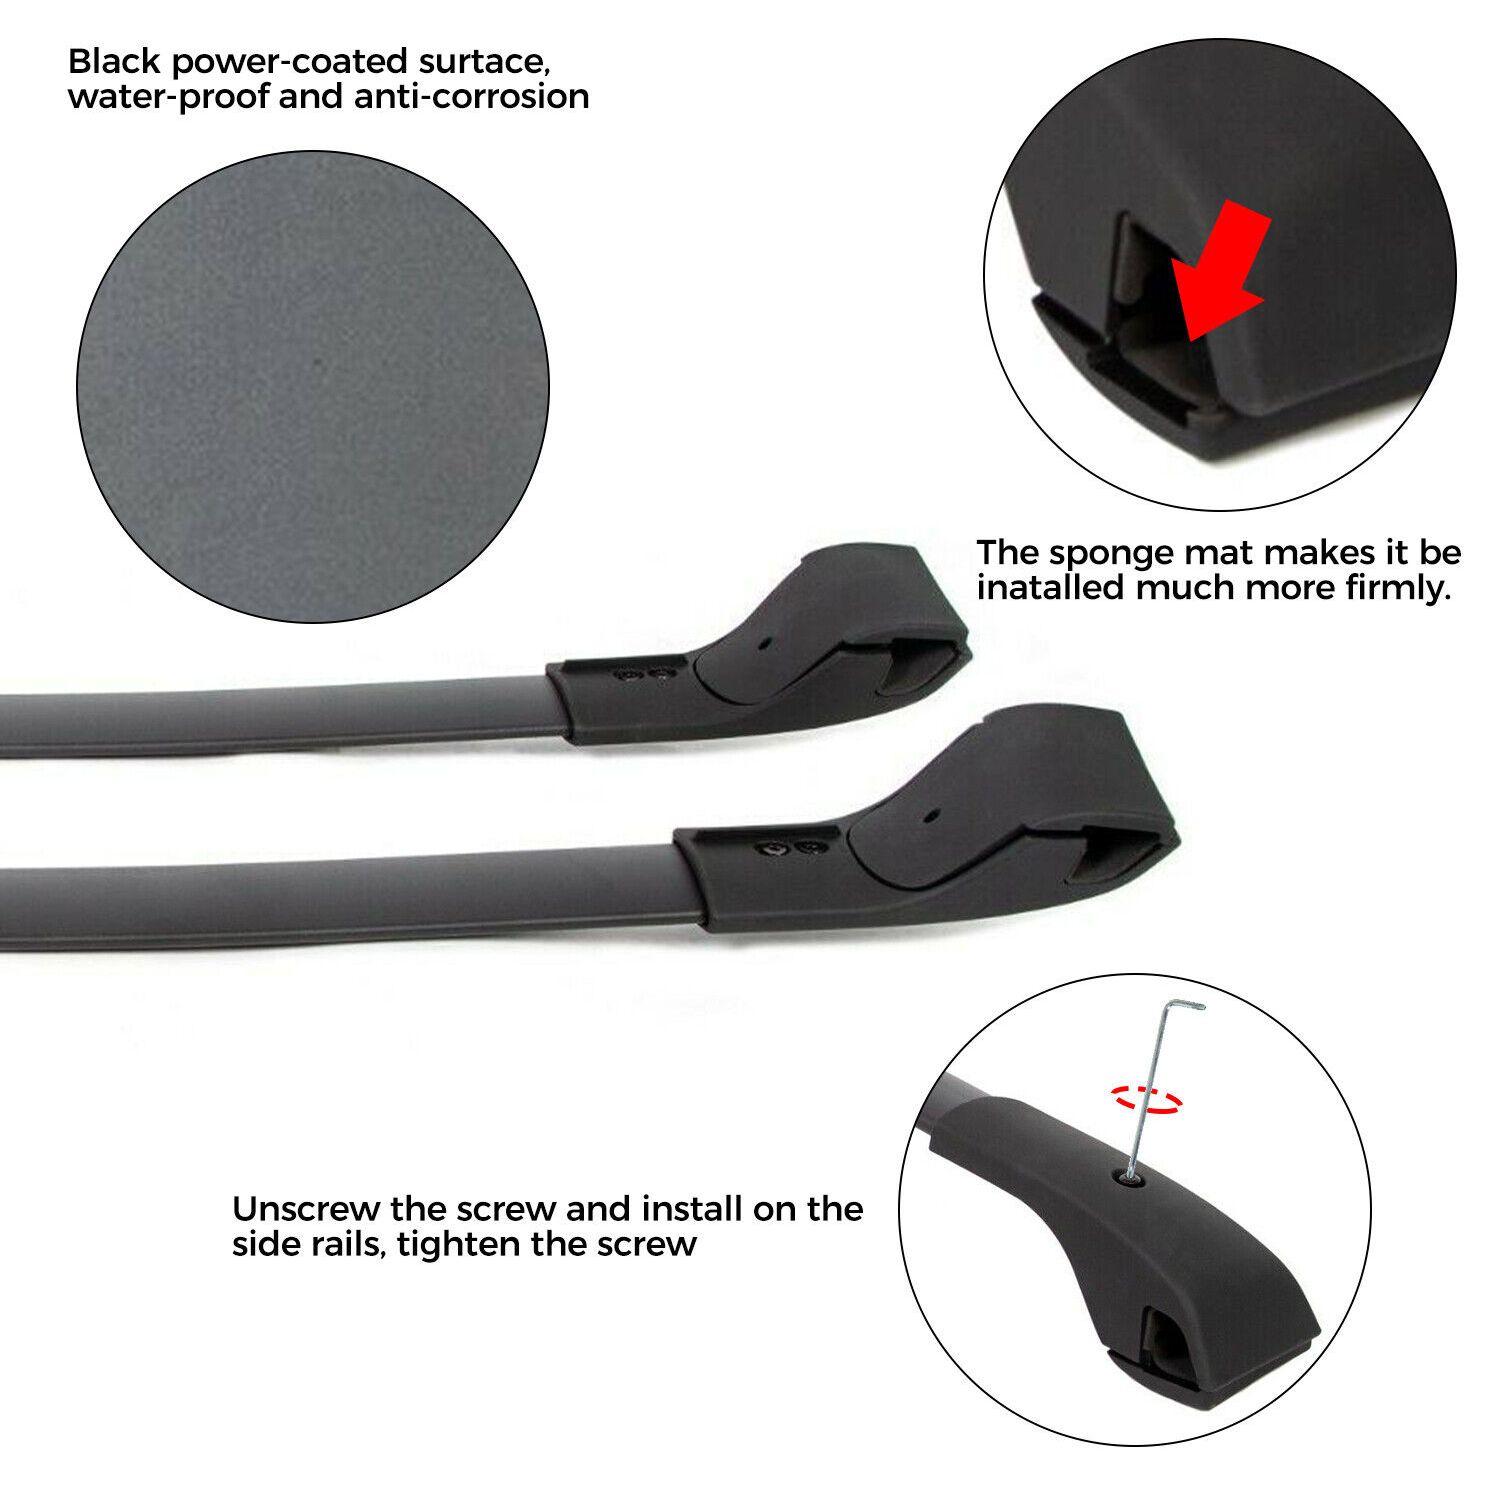 Black power-coated surtace,
water-proof and anti-corrosion
The sponge mat makes it be
inatalled much more firmly.
Unscrew the screw and install on the
side rails, tighten the screw